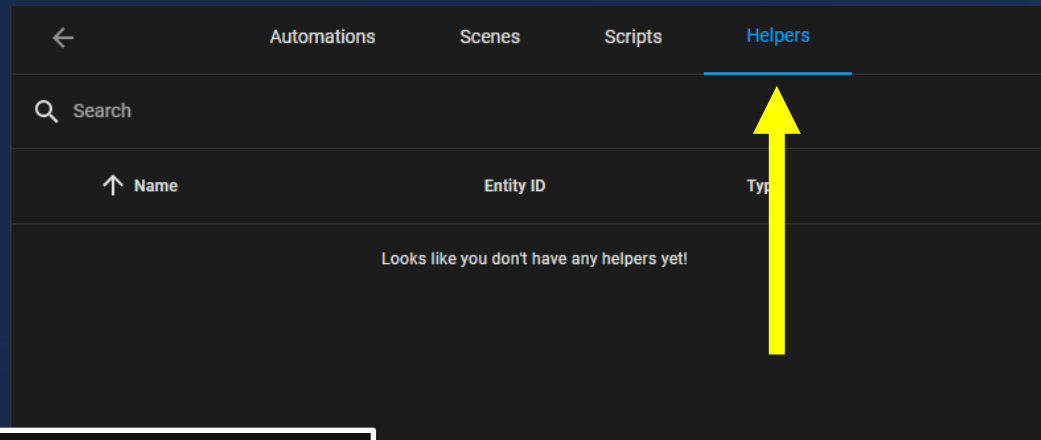 Automations Scenes Scripts Helpers
Search
Name Entity ID
Looks like you don't have any helpers yet!